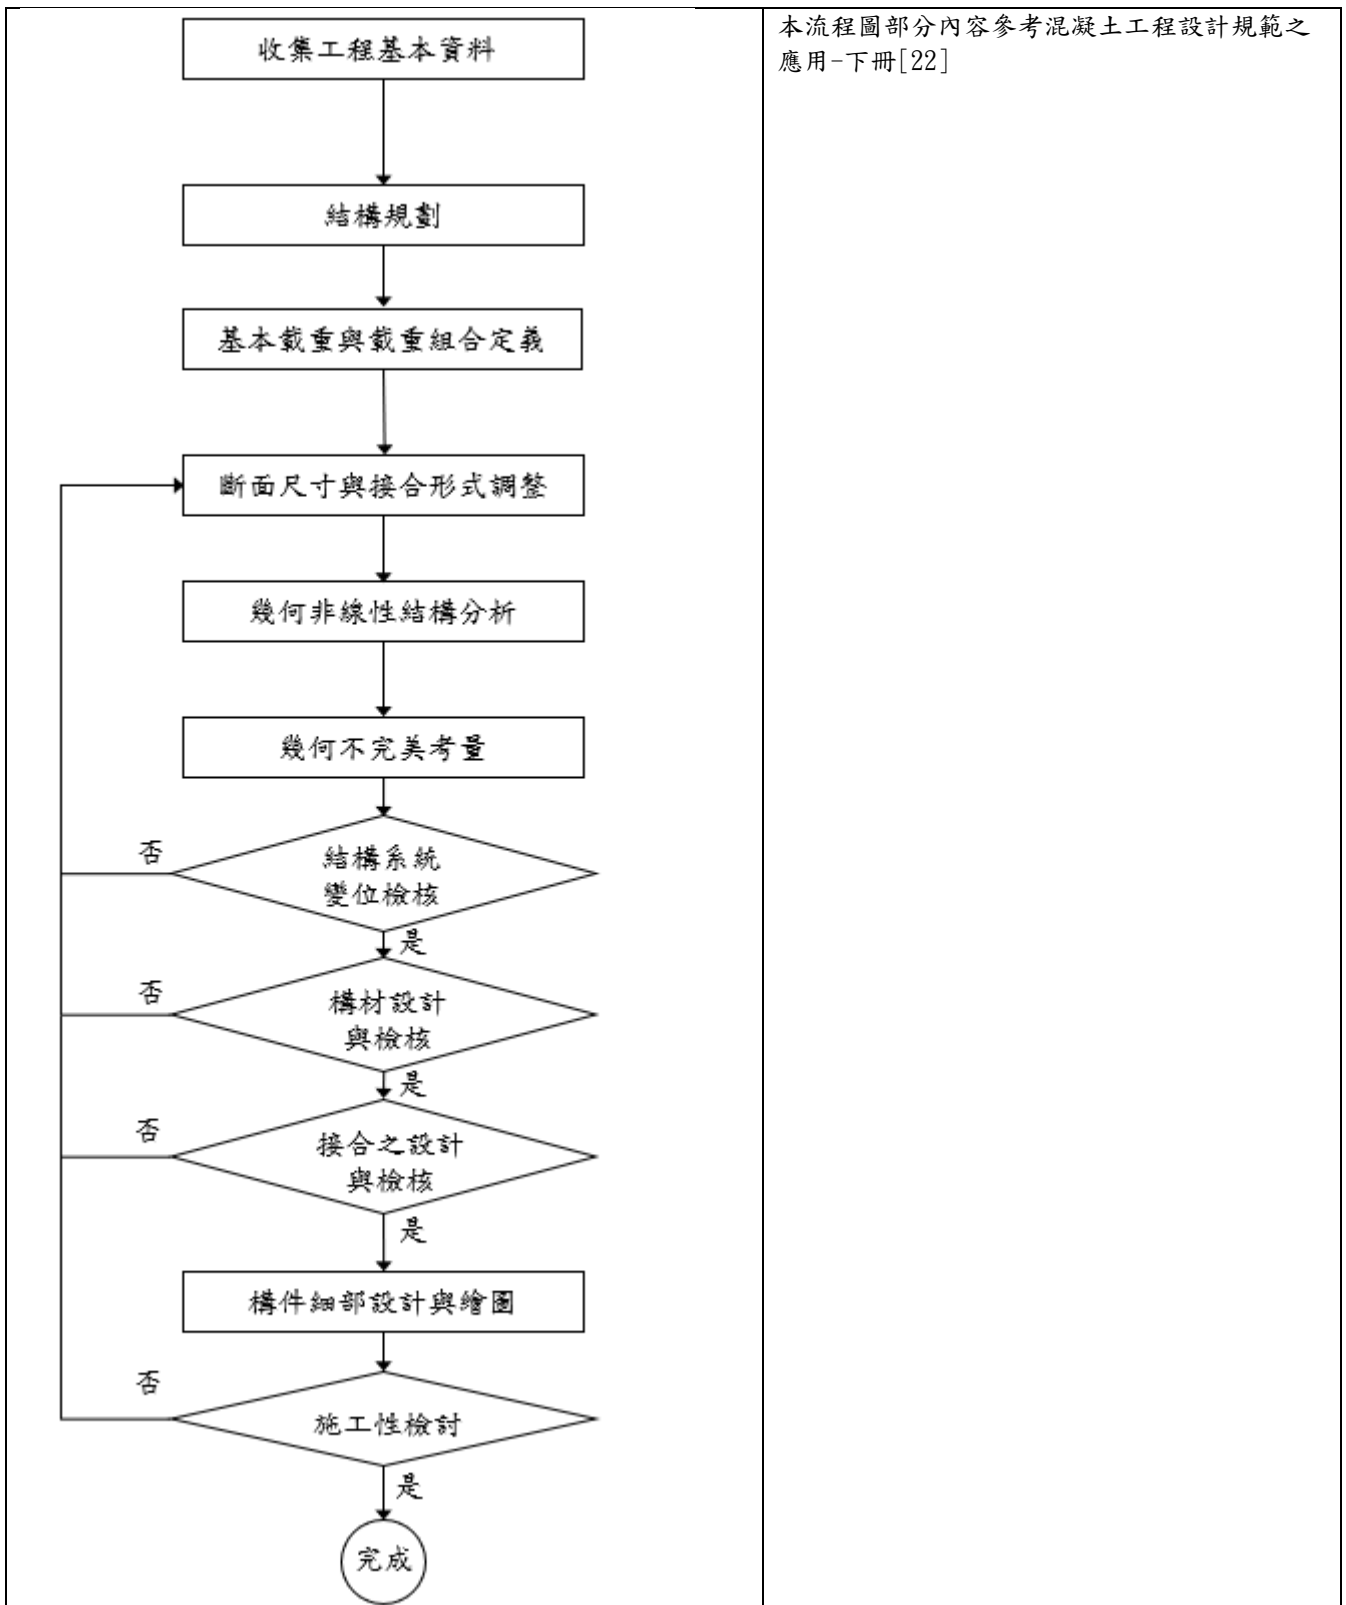 收集工程基本資料
本流程圖部分內容參考混凝土工程設計規範之
應用-下冊[22]
結構規劃
基本載重與載重組合定義
斷面尺寸與接合形式調整
幾何非線性結構分析
幾何不完美考量
否
結構系統
變位檢核
是
否
構材設計
與檢核
是
否
接合之設計
與檢核
是
構件細部設計與繪圖
否
施工性檢討
是
完成